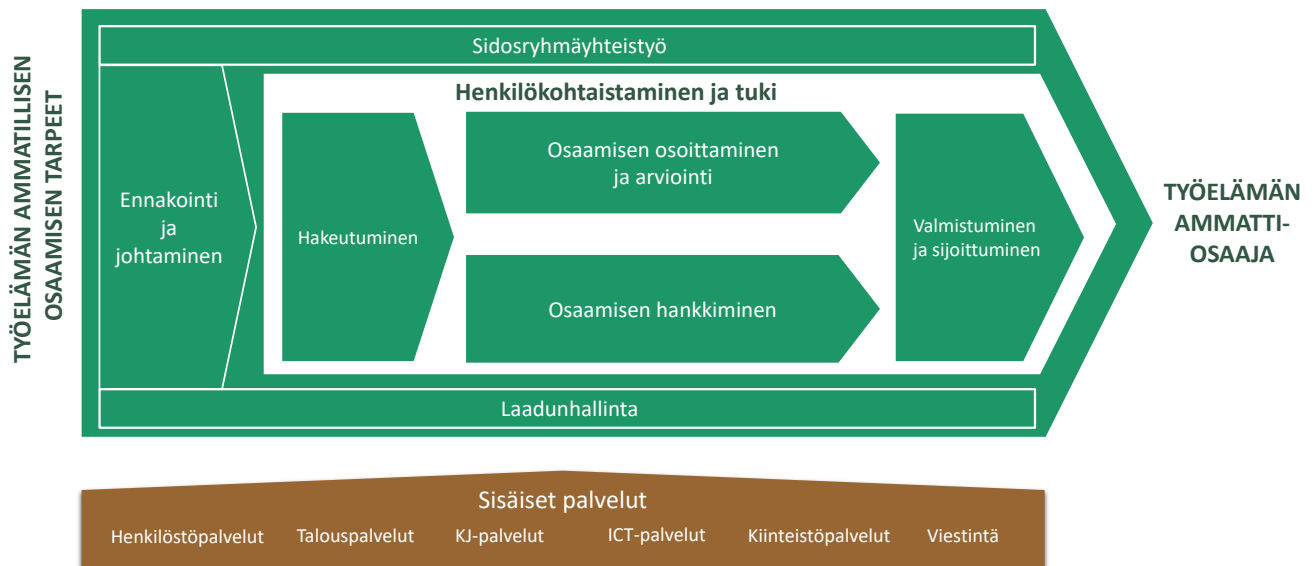 TYÖELÄMÄN AMMATILLISEN
OSAAMISEN TARPEET
Sidosryhmäyhteistyö
Henkilökohtaistaminen ja tuki
Ennakointi
ja
johtaminen
Hakeutuminen
Osaamisen osoittaminen
ja arviointi
Osaamisen hankkiminen
Valmistuminen
ja sijoittuminen
Laadunhallinta
TYÖELÄMÄN
AMMATTI-
OSAAJA
Sisäiset palvelut
Henkilöstöpalvelut Talouspalvelut KJ-palvelut ICT-palvelut Kiinteistöpalvelut Viestintä